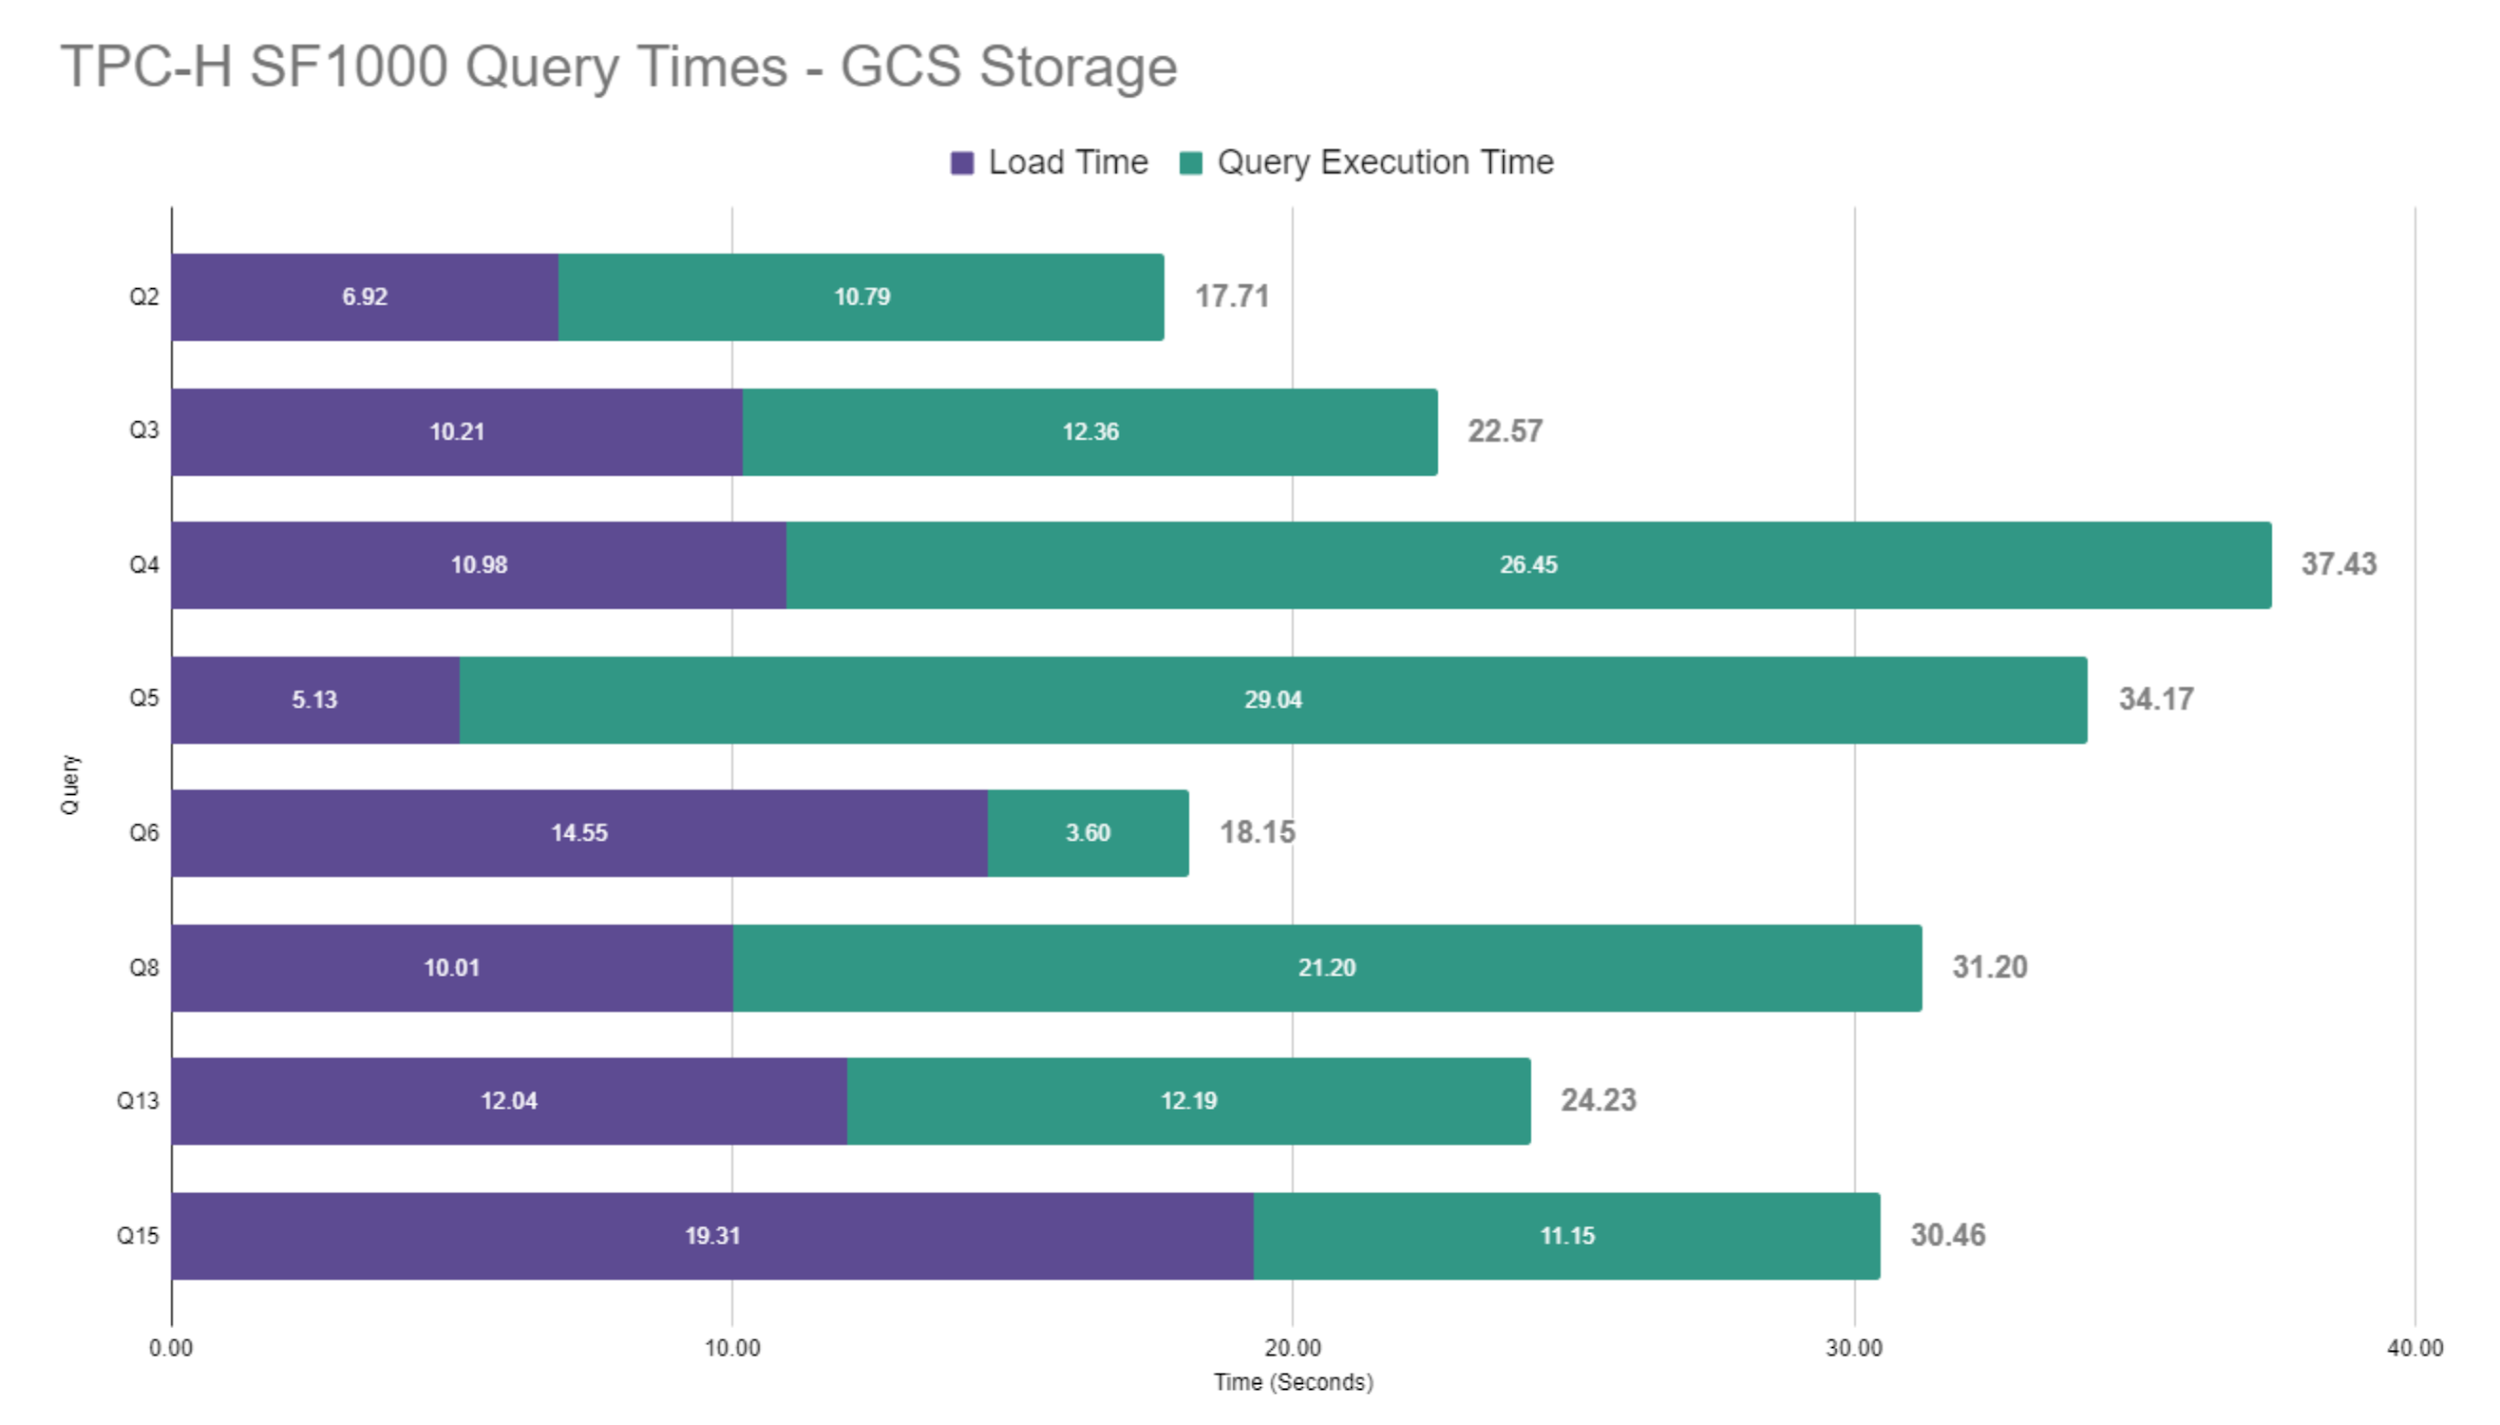 TPC-H SF1000 Query Times - GCS Storage
Load Time Query Execution Time
Q2 6.92 10.79 17.71
Q3 10.21 12.36 22.57
Q4 10.98 26.45 37.43
Q5 5.13 29.04 34.17
Query
Q6 14.55 3.60 18.15
Q8 10.01 21.20 31.20
Q13 12.04 12.19 24.23
Q15 19.31 11.15 30.46
0.00 10.00 20.00 30.00 40.00
Time (Seconds)